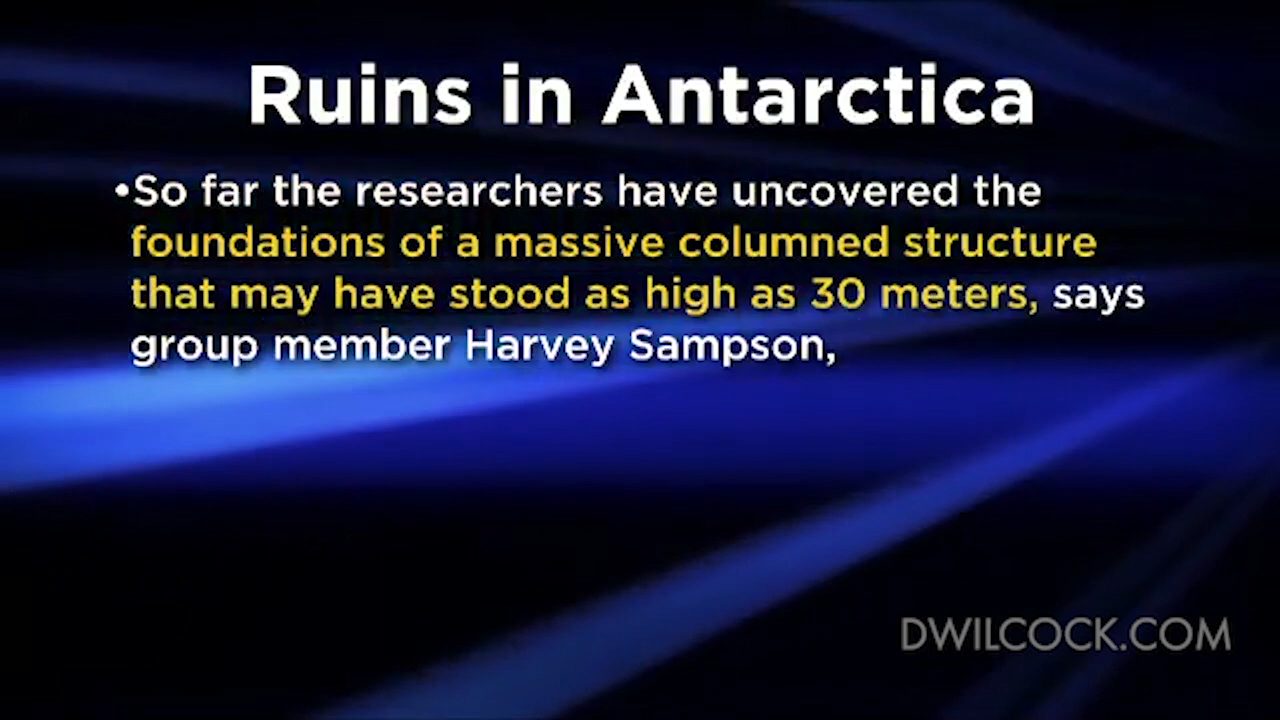 Ruins in Antarctica
•So far the researchers have uncovered the
foundations of a massive columned structure
that may have stood as high as 30 meters, says
group member Harvey Sampson,
DWILCOCK.COM